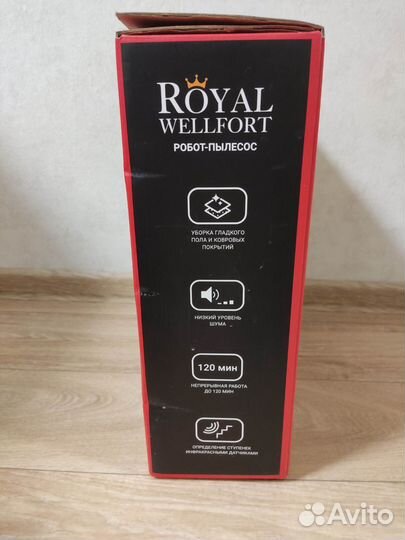 ROYAL
WELLFORT
РОБОТ-ПЫЛЕСОС
УБОРКА ГЛАДКОГО
ПОЛА И КОВРОВЫХ
ПОКРЫТИЙ
НИЗКИЙ УРОВЕНЬ
ШУМА
120 МИН
НЕПРЕРЫВНАЯ РАБОТА
ДО 120 МИН
ОПРЕДЕЛЕНИЕ СТУПЕНЕК
ИНФРАКРАСНЫМИ ДАТЧИКАМИ
Avito